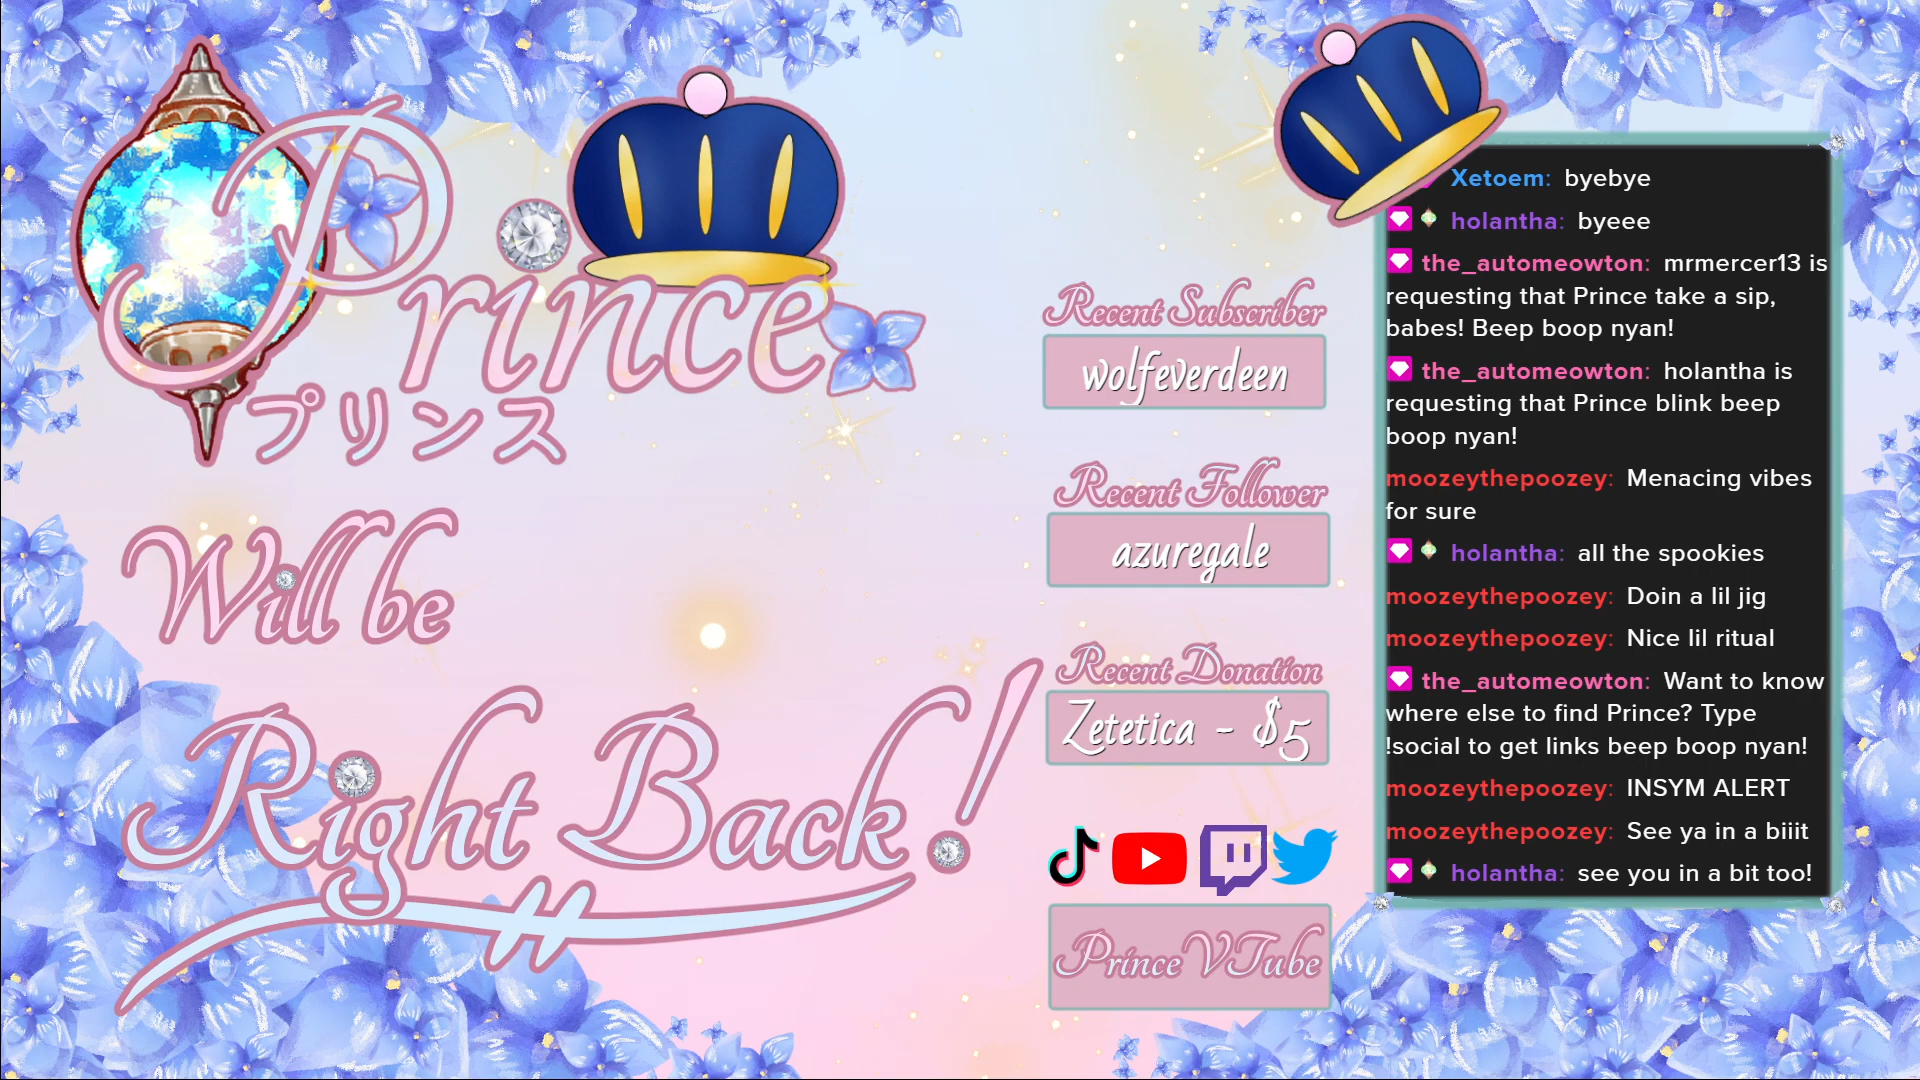 Prince
プリンス
Will be
Right Back!
Recent Subscriber
wolfeverdeen
Recent Follower
azuregale
Recent Donation
Zetetica - $5
Prince VTube
Xetoem: byebye
holantha: byeee
the_automeowton: mrmercer13 is
requesting that Prince take a sip,
babes! Beep boop nyan!
the_automeowton: holantha is
requesting that Prince blink beep
boop nyan!
moozeythepoozey: Menacing vibes
for sure
holantha: all the spookies
moozeythepoozey: Doin a lil jig
moozeythepoozey: Nice lil ritual
the_automeowton: Want to know
where else to find Prince? Type
!social to get links beep boop nyan!
moozeythepoozey: INSYM ALERT
moozeythepoozey: See ya in a biiit
holantha: see you in a bit too!